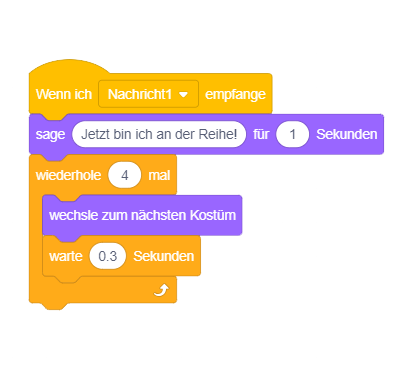 Wenn ich Nachricht1 empfange
sage Jetzt bin ich an der Reihe! für 1 Sekunden
wiederhole 4 mal
wechsle zum nächsten Kostüm
warte 0.3 Sekunden